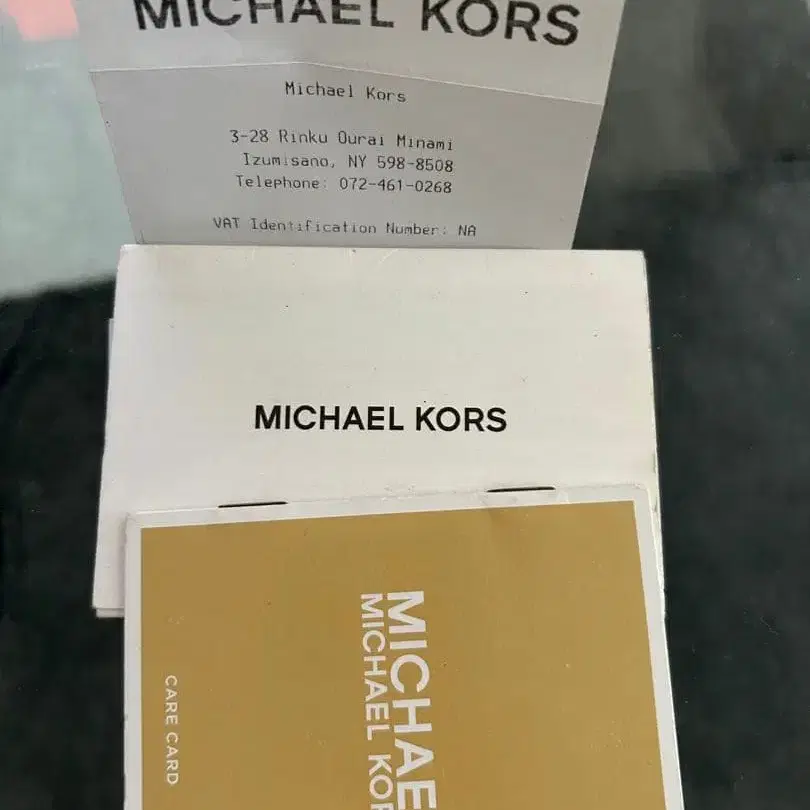 MICHAEL KORS
Michael Kors
3-28 Rinku Ourai Minami
Izumisano, NY 598-8508
Telephone: 072-461-0268
VAT Identification Number: NA
MICHAEL KORS
MICHAE
MICHAEL KOR
CARE CARD